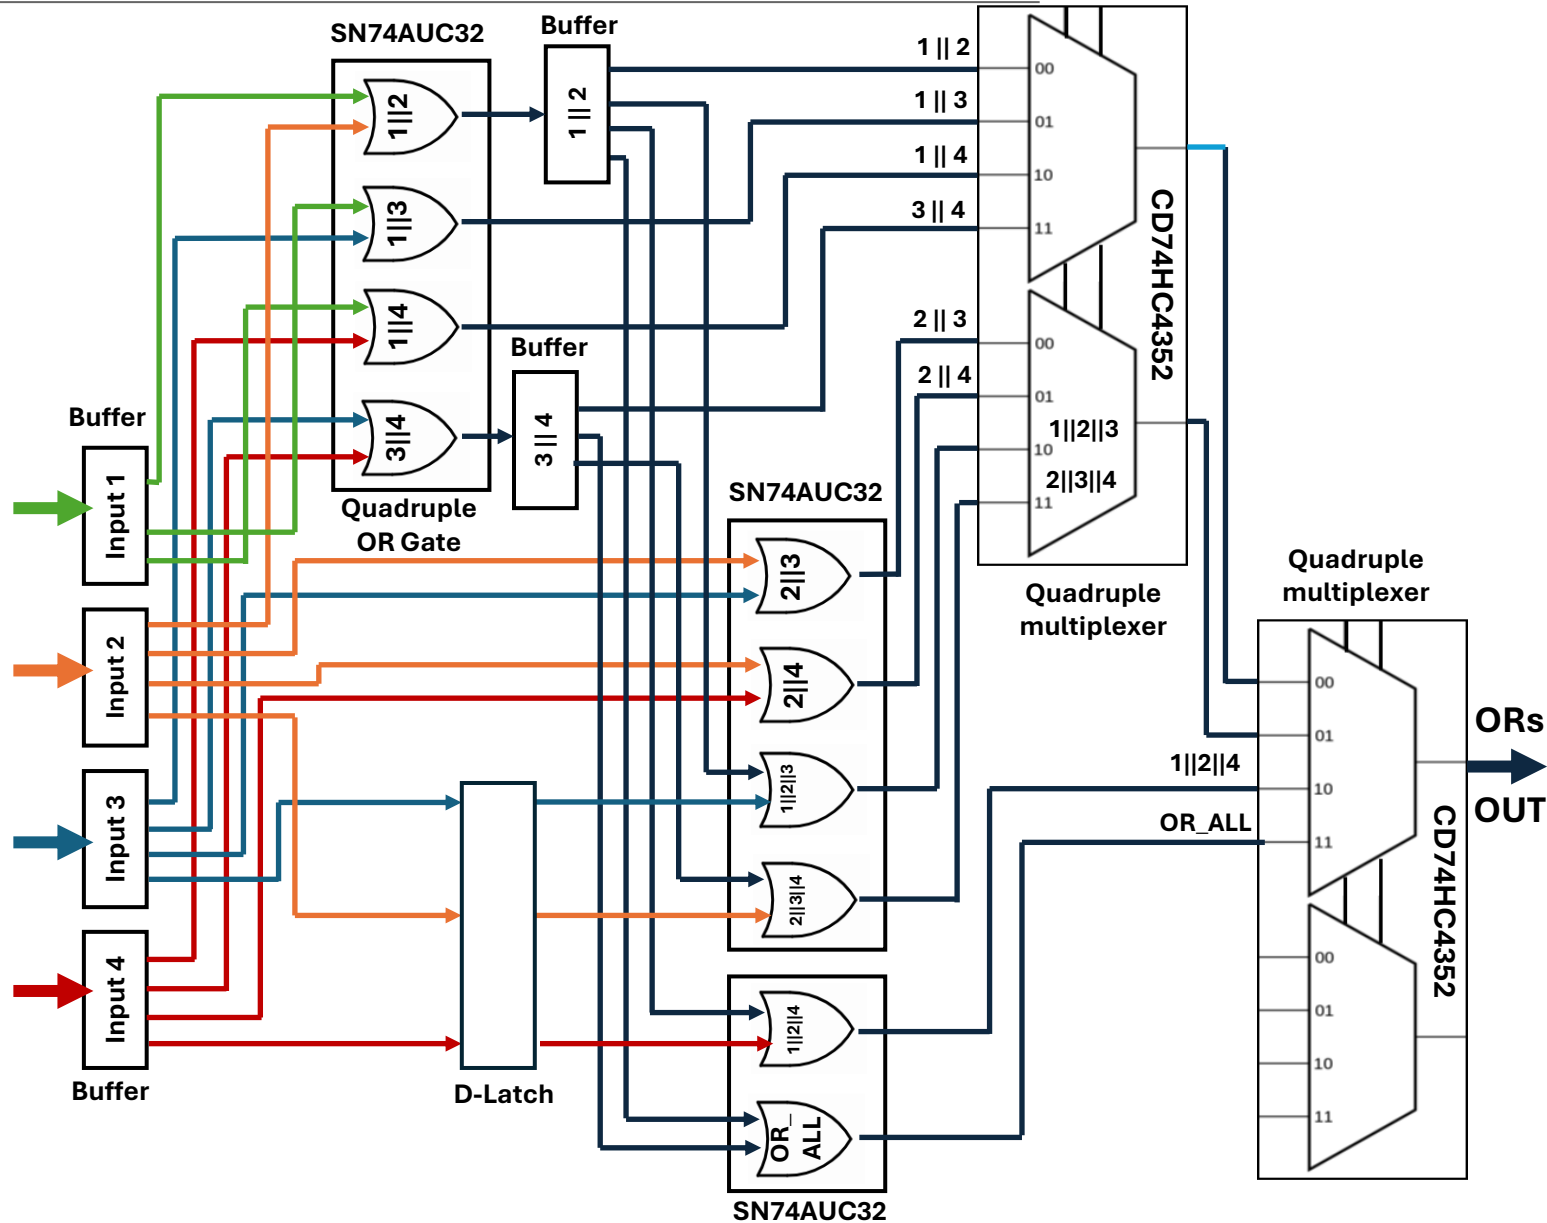 SN74AUC32
Buffer
1||2
1 || 2
1||3
1||4
3||4
Quadruple
OR Gate
Buffer
3 || 4
Buffer
Input 1
Input 2
Input 3
Input 4
Buffer
D-Latch
SN74AUC32
2||3
2||4
1||2||3
2||3||4
1||2||4
OR_
ALL
SN74AUC32
1 || 2
1 || 3
1 || 4
3 || 4
2 || 3
2 || 4
00
01
10
11
00
01
10
11
1||2||3
2||3||4
CD74HC4352
Quadruple
multiplexer
Quadruple
multiplexer
1||2||4
OR_ALL
00
01
10
11
00
01
10
11
CD74HC4352
ORs
OUT